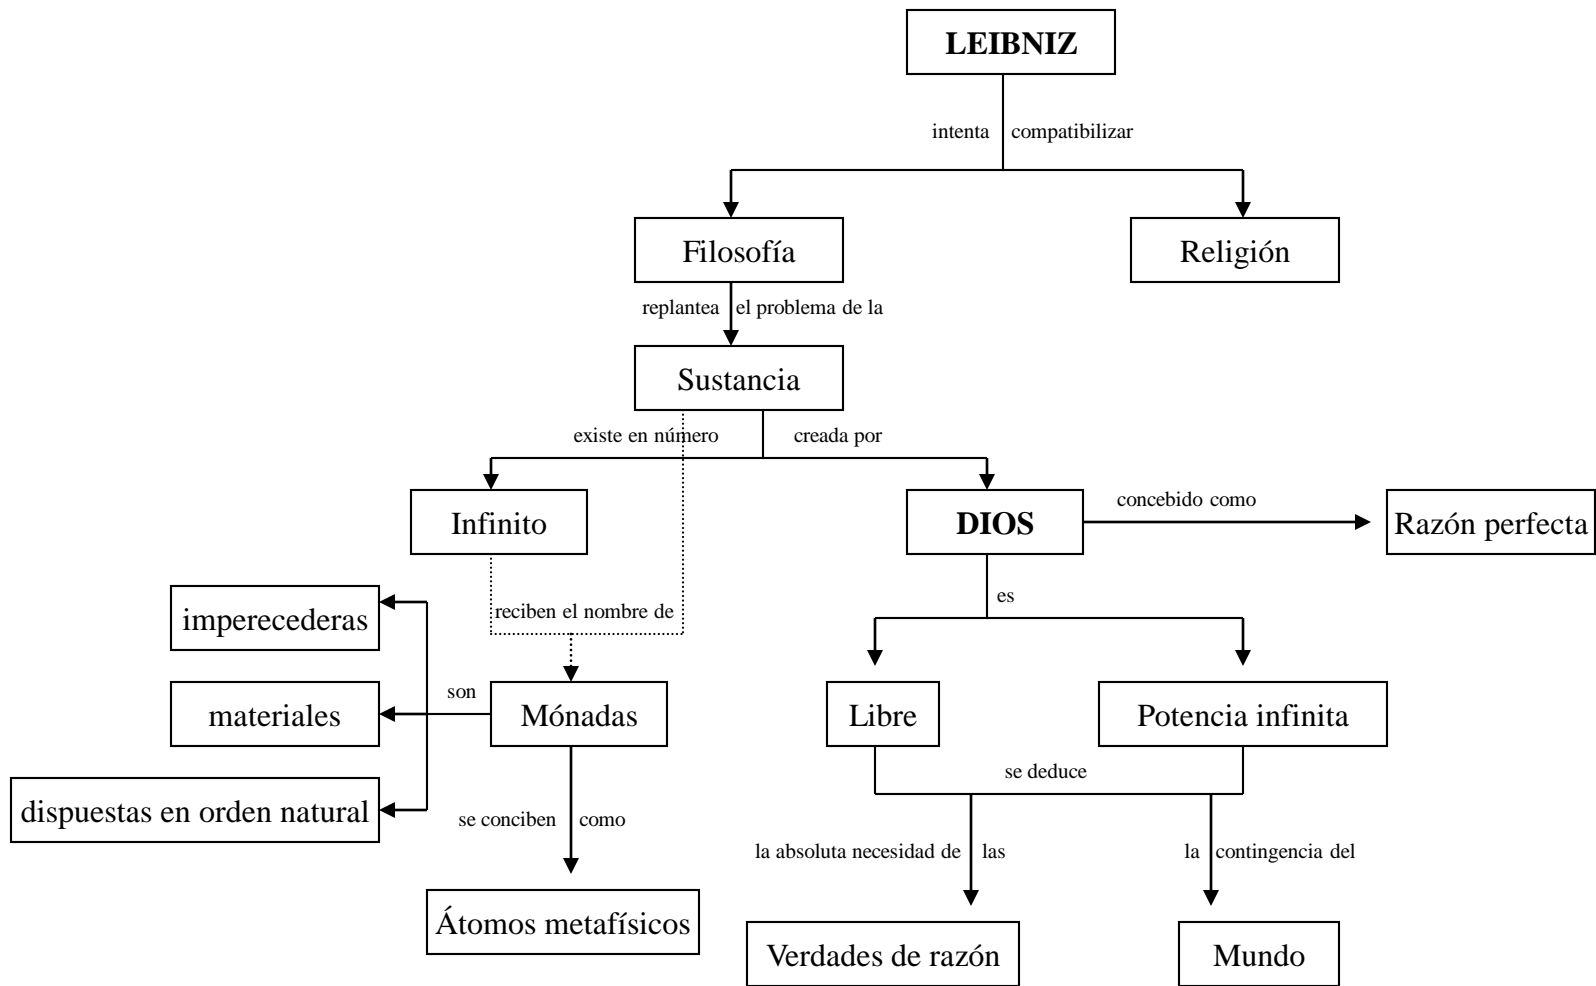 LEIBNIZ
intenta compatibilizar
Filosofía
Religión
replantea el problema de la
Sustancia
existe en número
creada por
Infinito
DIOS
concebido como
Razón perfecta
reciben el nombre de
es
imperecederas
son
materiales
dispuestas en orden natural
Mónadas
Libre
Potencia infinita
se deduce
se conciben como
la absoluta necesidad de las
la contingencia del
Átomos metafísicos
Verdades de razón
Mundo